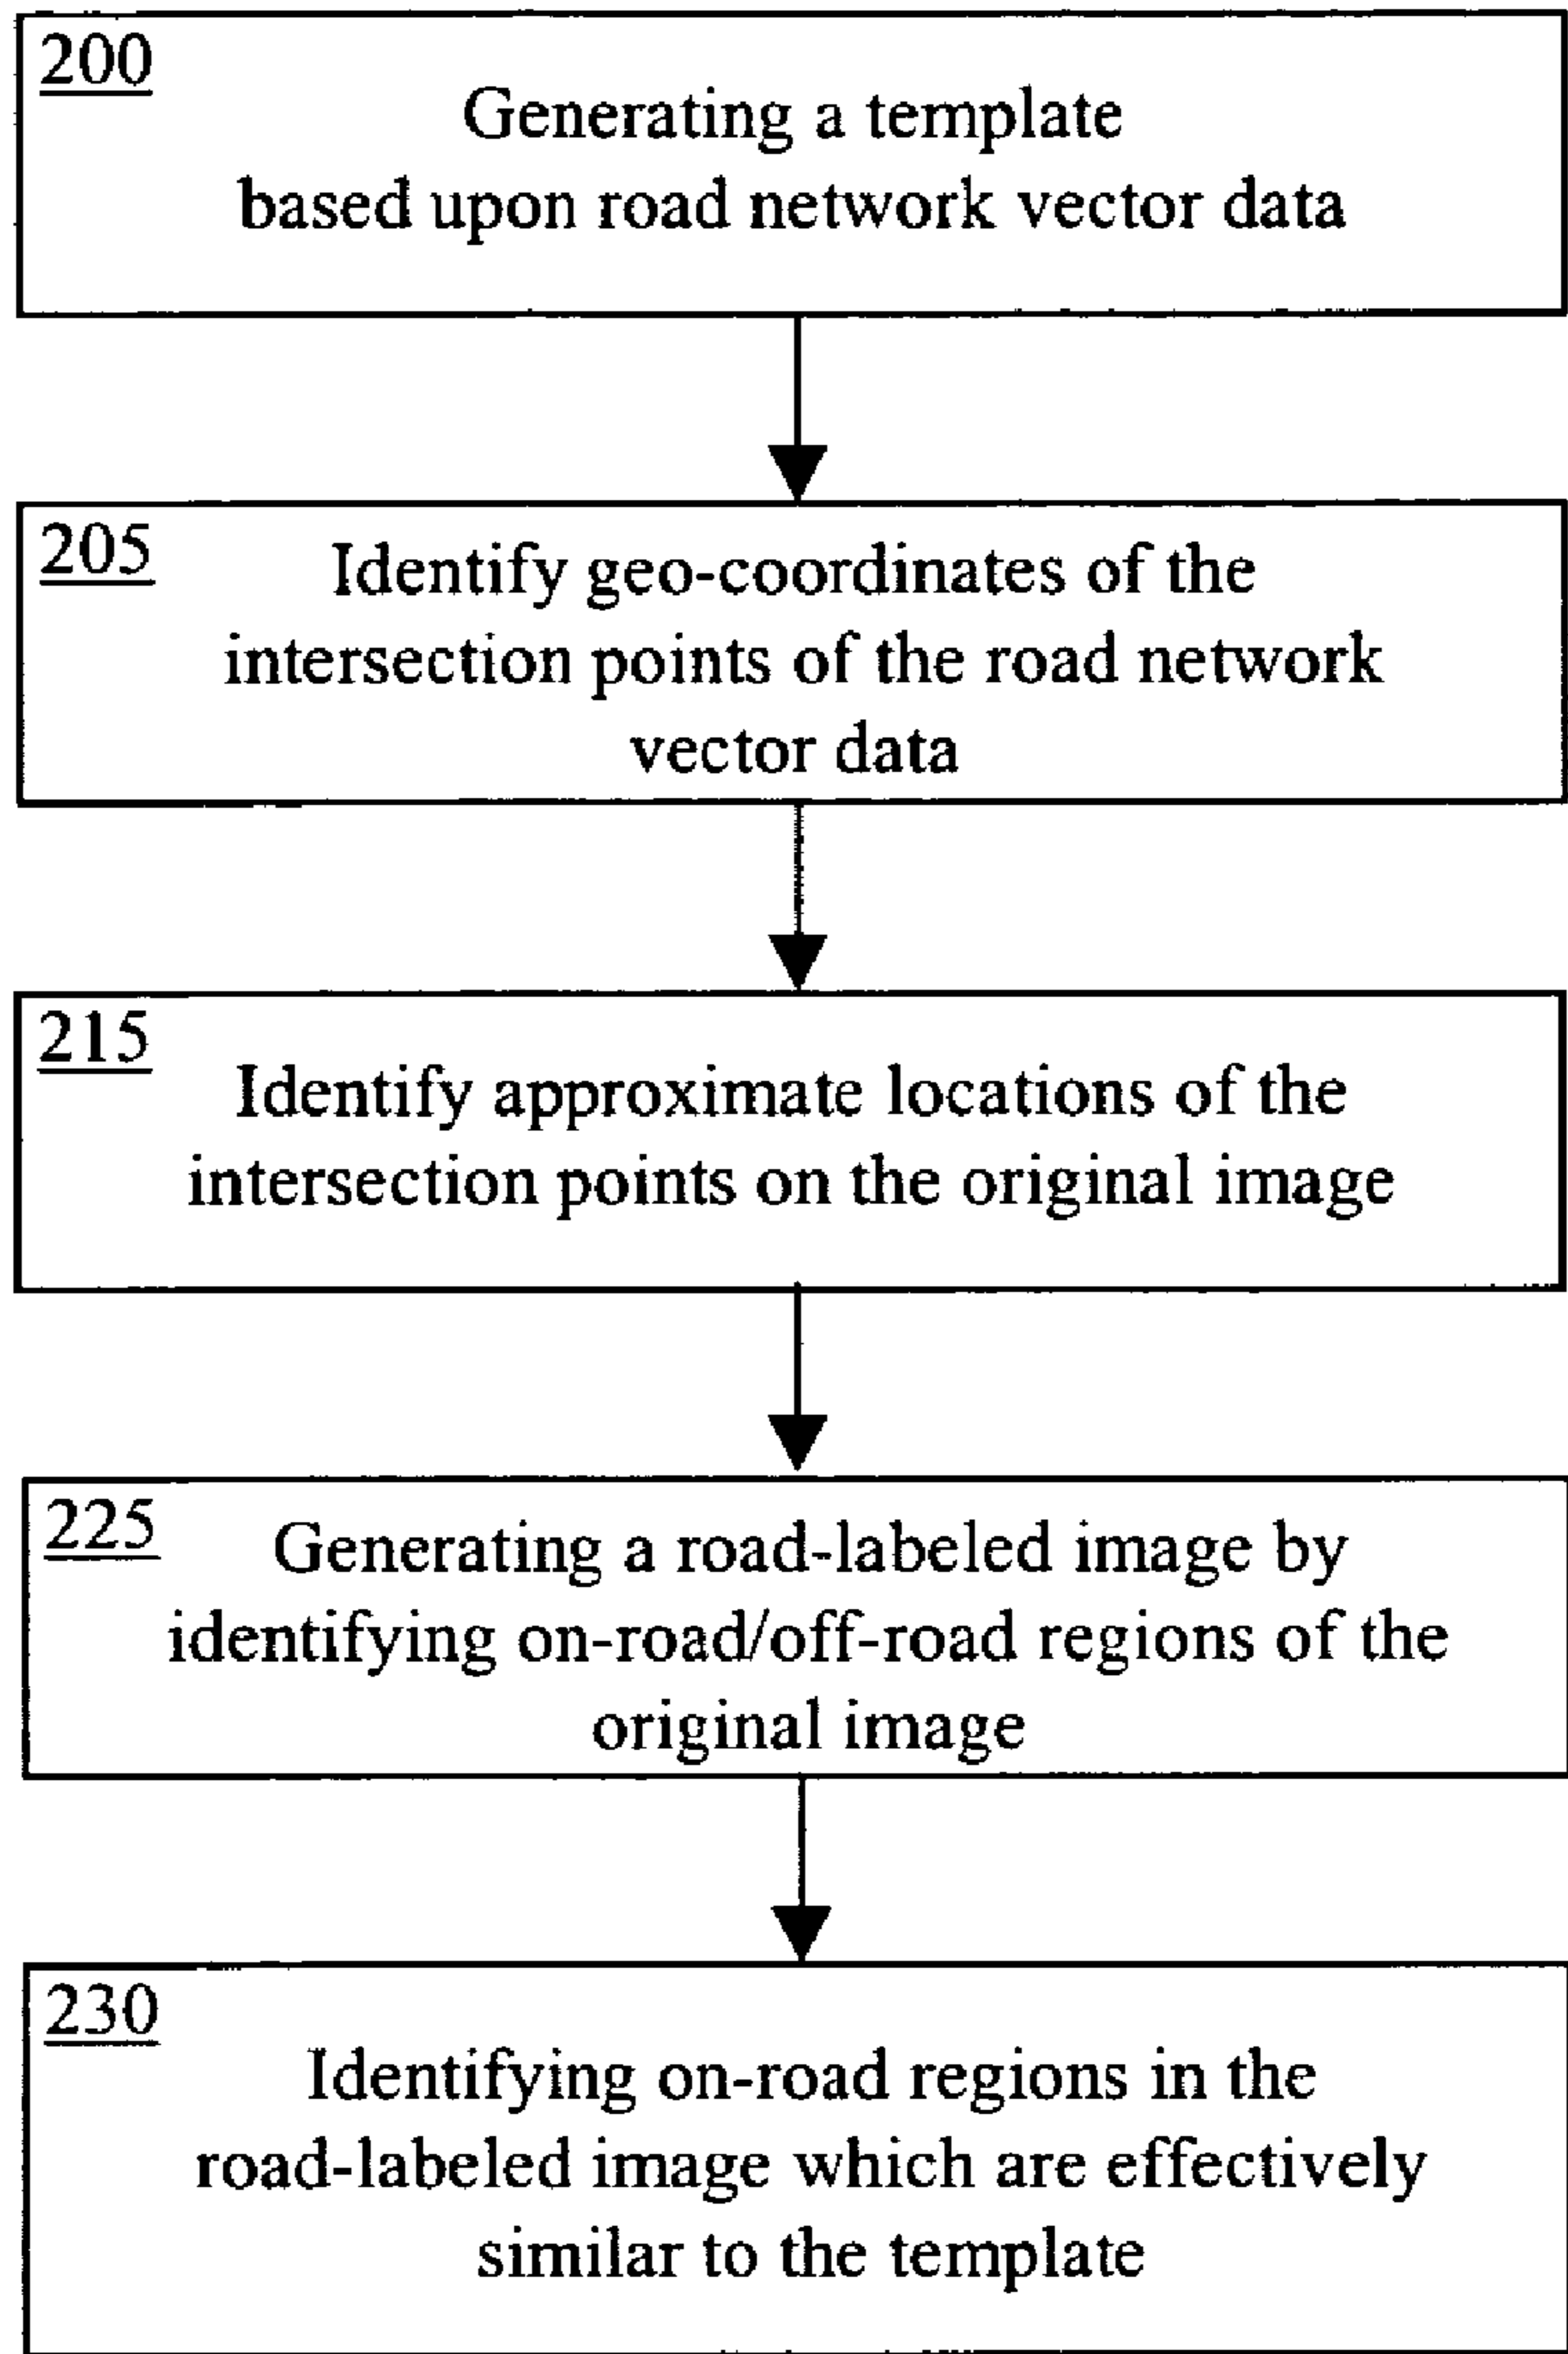 200
Generating a template
based upon road network vector data
205
Identify geo-coordinates of the
intersection points of the road network
vector data
215
Identify approximate locations of the
intersection points on the original image
225
Generating a road-labeled image by
identifying on-road/off-road regions of the
original image
230
Identifying on-road regions in the
road-labeled image which are effectively
similar to the template